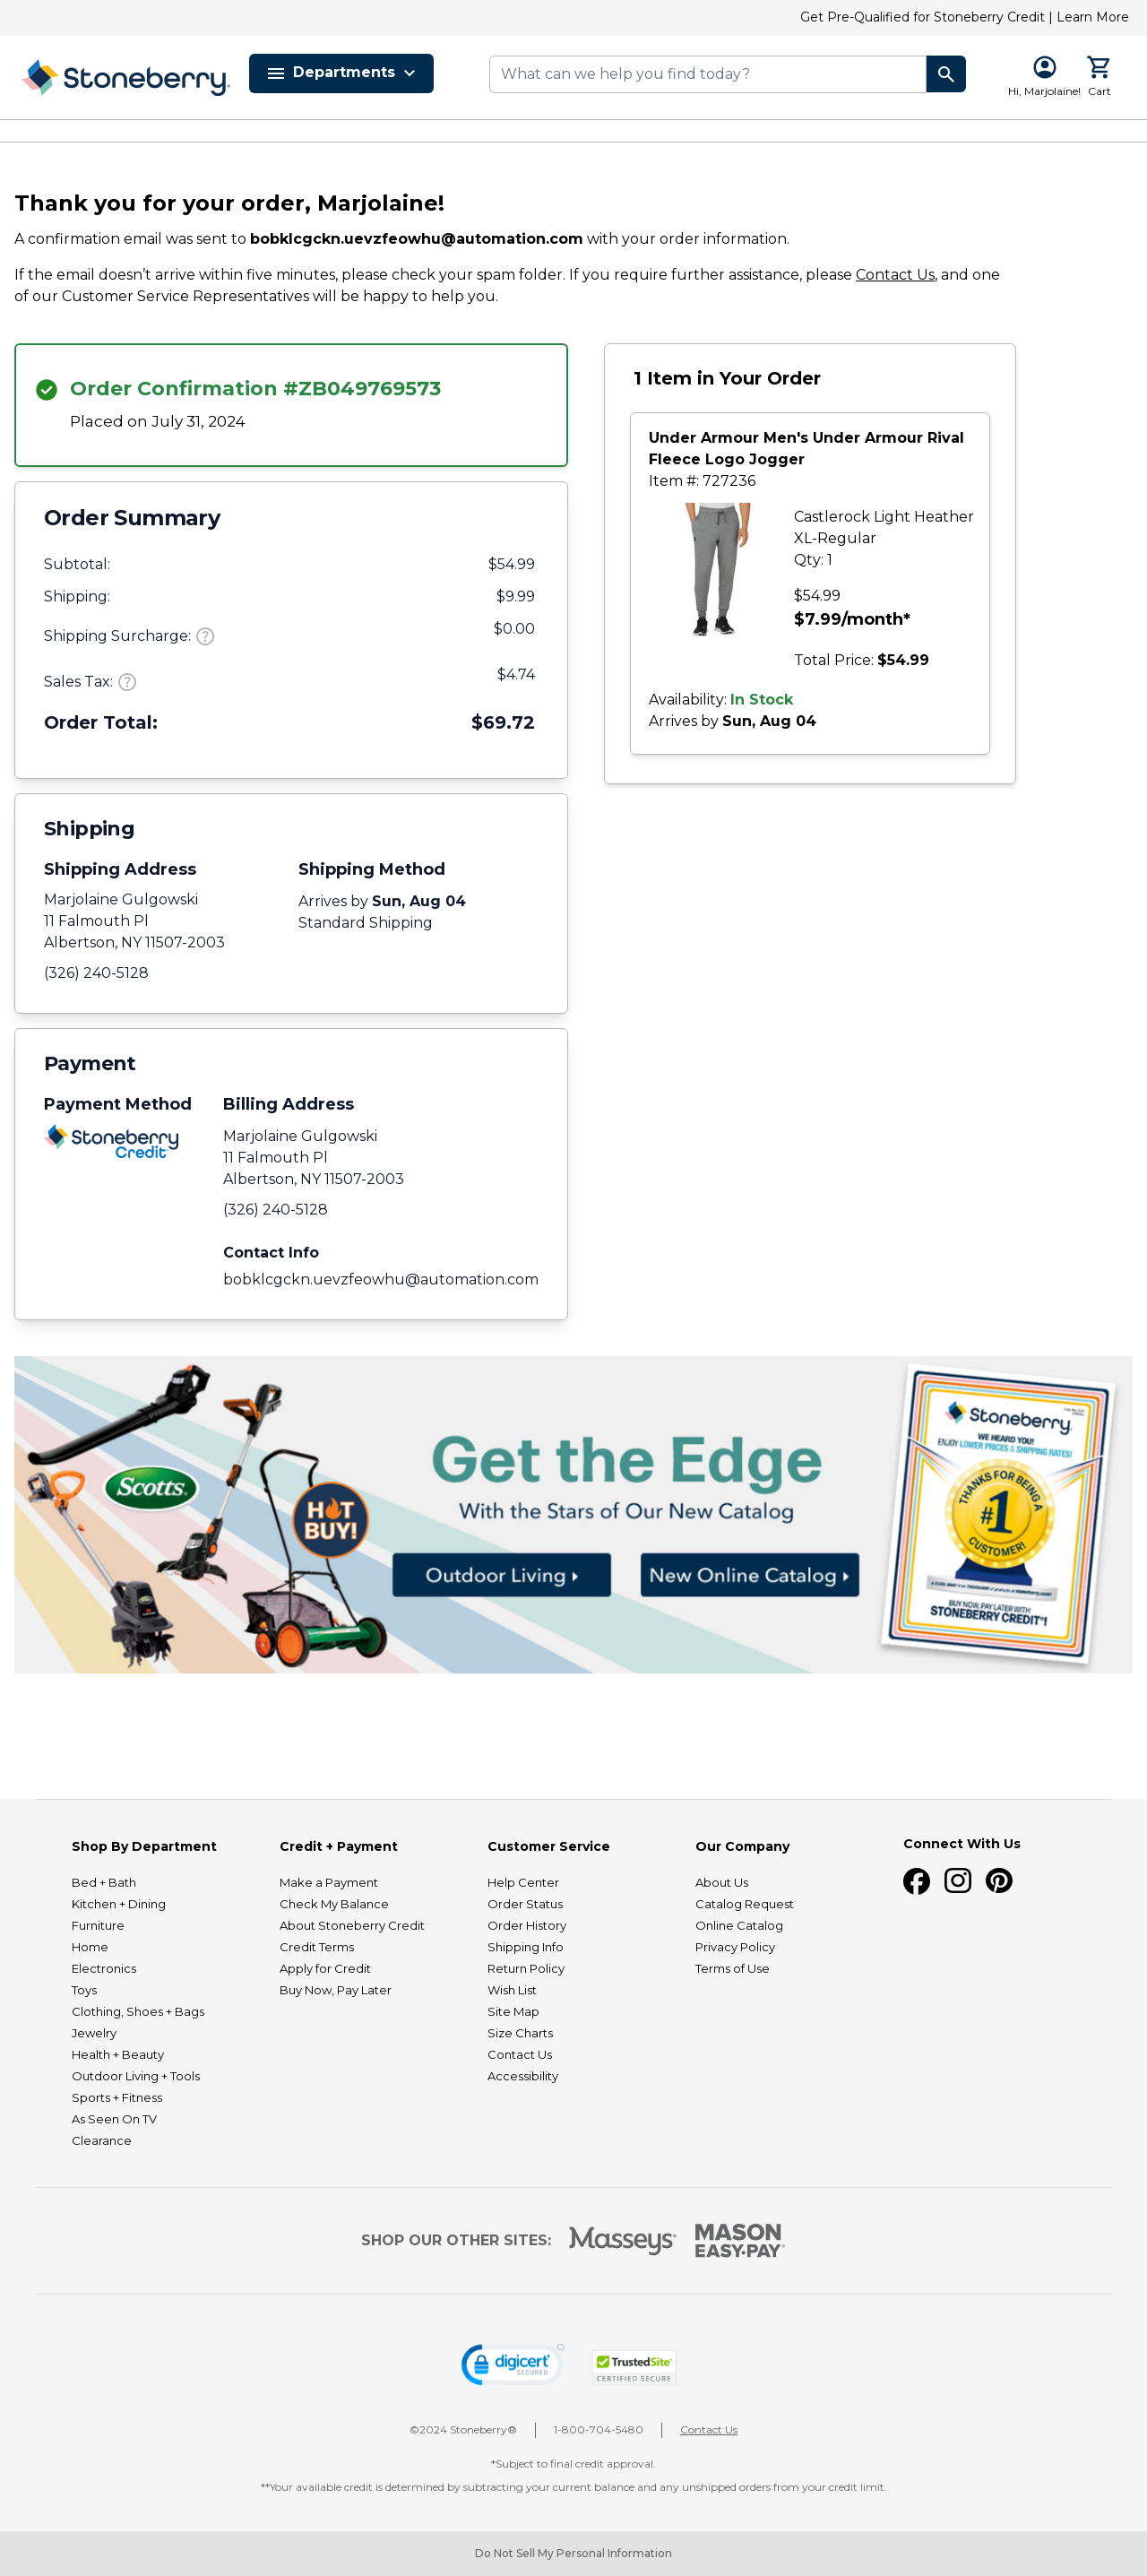 Get Pre-Qualified for Stoneberry Credit | Learn More
Stoneberry
Departments
What can we help you find today?
Hi, Marjolaine!
Cart
Thank you for your order, Marjolaine!
A confirmation email was sent to bobklcgckn.uevzfeowhu@automation.com with your order information.
If the email doesn’t arrive within five minutes, please check your spam folder. If you require further assistance, please Contact Us, and one
of our Customer Service Representatives will be happy to help you.
Order Confirmation #ZB049769573
Placed on July 31, 2024
Order Summary
Subtotal: $54.99
Shipping: $9.99
Shipping Surcharge: ? $0.00
Sales Tax: ? $4.74
Order Total: $69.72
Shipping
Shipping Address
Marjolaine Gulgowski
11 Falmouth Pl
Albertson, NY 11507-2003
(326) 240-5128
Shipping Method
Arrives by Sun, Aug 04
Standard Shipping
Payment
Payment Method
Stoneberry
Credit
Billing Address
Marjolaine Gulgowski
11 Falmouth Pl
Albertson, NY 11507-2003
(326) 240-5128
Contact Info
bobklcgckn.uevzfeowhu@automation.com
1 Item in Your Order
Under Armour Men's Under Armour Rival
Fleece Logo Jogger
Item #: 727236
Castlerock Light Heather
XL-Regular
Qty: 1
$54.99
$7.99/month*
Total Price: $54.99
Availability: In Stock
Arrives by Sun, Aug 04
Scotts
HOT
BUY!
Get the Edge
With the Stars of Our New Catalog
Outdoor Living
New Online Catalog
Stoneberry
WE HEARD YOU!
ENJOY LOWER PRICES & SHIPPING RATES!
THANKS FOR BEING A
#1
CUSTOMER!
BUY NOW, PAY LATER WITH
STONEBERRY CREDIT*!
Shop By Department
Bed + Bath
Kitchen + Dining
Furniture
Home
Electronics
Toys
Clothing, Shoes + Bags
Jewelry
Health + Beauty
Outdoor Living + Tools
Sports + Fitness
As Seen On TV
Clearance
Credit + Payment
Make a Payment
Check My Balance
About Stoneberry Credit
Credit Terms
Apply for Credit
Buy Now, Pay Later
Customer Service
Help Center
Order Status
Order History
Shipping Info
Return Policy
Wish List
Site Map
Size Charts
Contact Us
Accessibility
Our Company
About Us
Catalog Request
Online Catalog
Privacy Policy
Terms of Use
Connect With Us
SHOP OUR OTHER SITES:
Masseys®
MASON
EASY•PAY®
digicert
SECURED
TrustedSite
CERTIFIED SECURE
©2024 Stoneberry®
1-800-704-5480
Contact Us
*Subject to final credit approval.
**Your available credit is determined by subtracting your current balance and any unshipped orders from your credit limit.
Do Not Sell My Personal Information